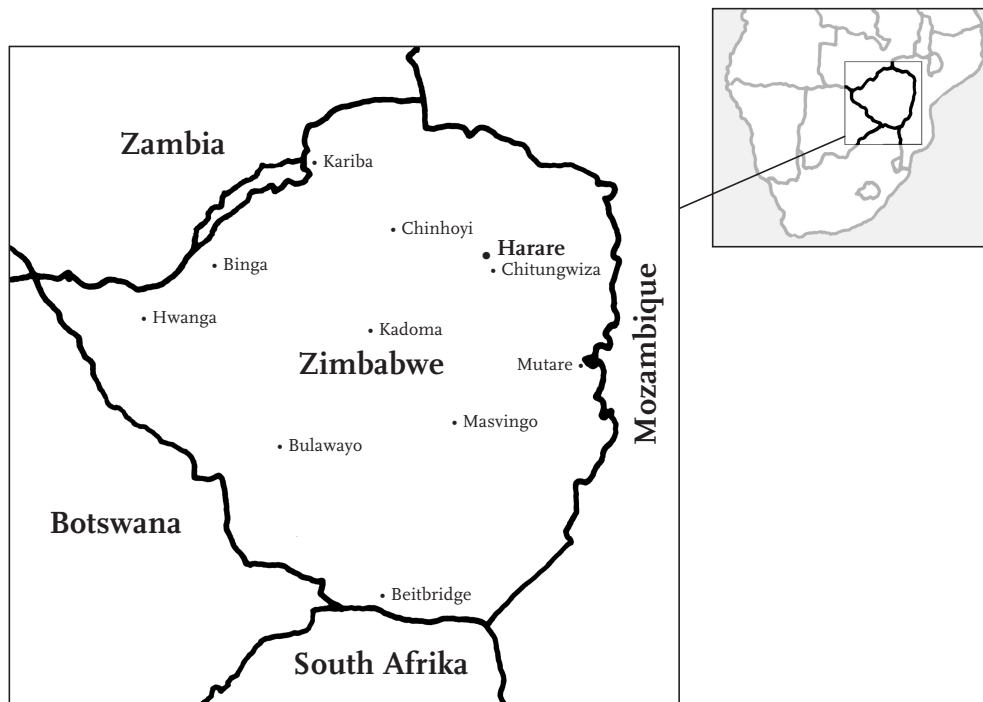 Zambia
Kariba
Chinhoyi
Harare
Binga
Chitungwiza
Hwanga
Kadoma
Zimbabwe
Mutare
Mozambique
Masvingo
Bulawayo
Botswana
Beitbridge
South Afrika